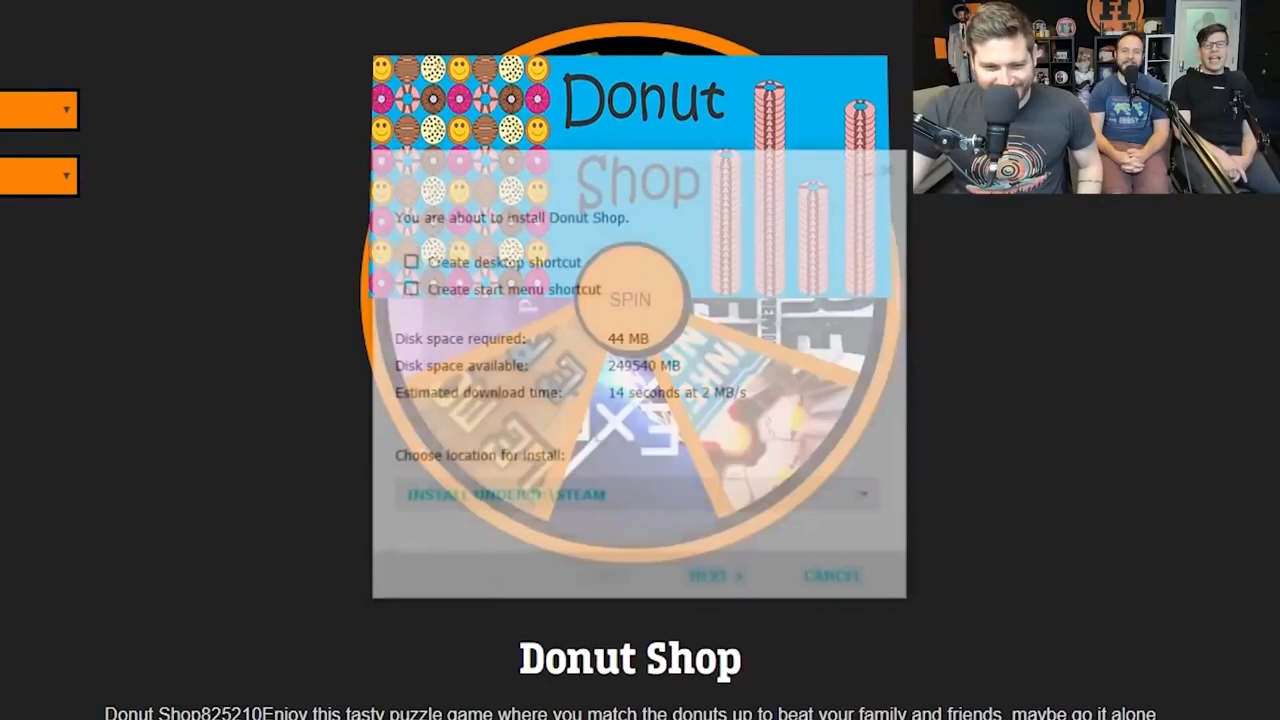 Donut
Shop
You are about to install Donut Shop.
Create desktop shortcut
Create start menu shortcut
SPIN
Disk space required: 44 MB
Disk space available: 249540 MB
Estimated download time: 14 seconds at 2 MB/s
Choose location for install:
INSTALL UNDER D:\STEAM
NEXT > CANCEL
Donut Shop
Donut Shop825210Enjoy this tasty puzzle game where you match the donuts up to beat your family and friends, maybe go it alone